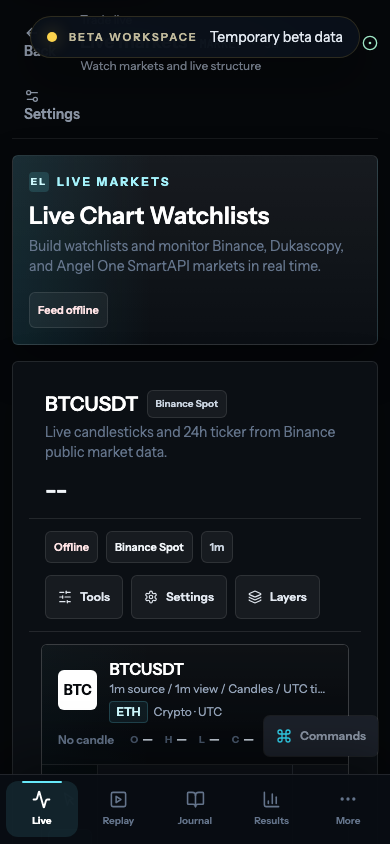 BETA WORKSPACE Temporary beta data
Watch markets and live structure
Settings
EL LIVE MARKETS
Live Chart Watchlists
Build watchlists and monitor Binance, Dukascopy,
and Angel One SmartAPI markets in real time.
Feed offline
BTCUSDT Binance Spot
Live candlesticks and 24h ticker from Binance
public market data.
--
Offline Binance Spot 1m
Tools Settings Layers
BTC BTCUSDT
1m source / 1m view / Candles / UTC ti...
ETH Crypto · UTC
No candle O — H — L — C —
Commands
Live Replay Journal Results More